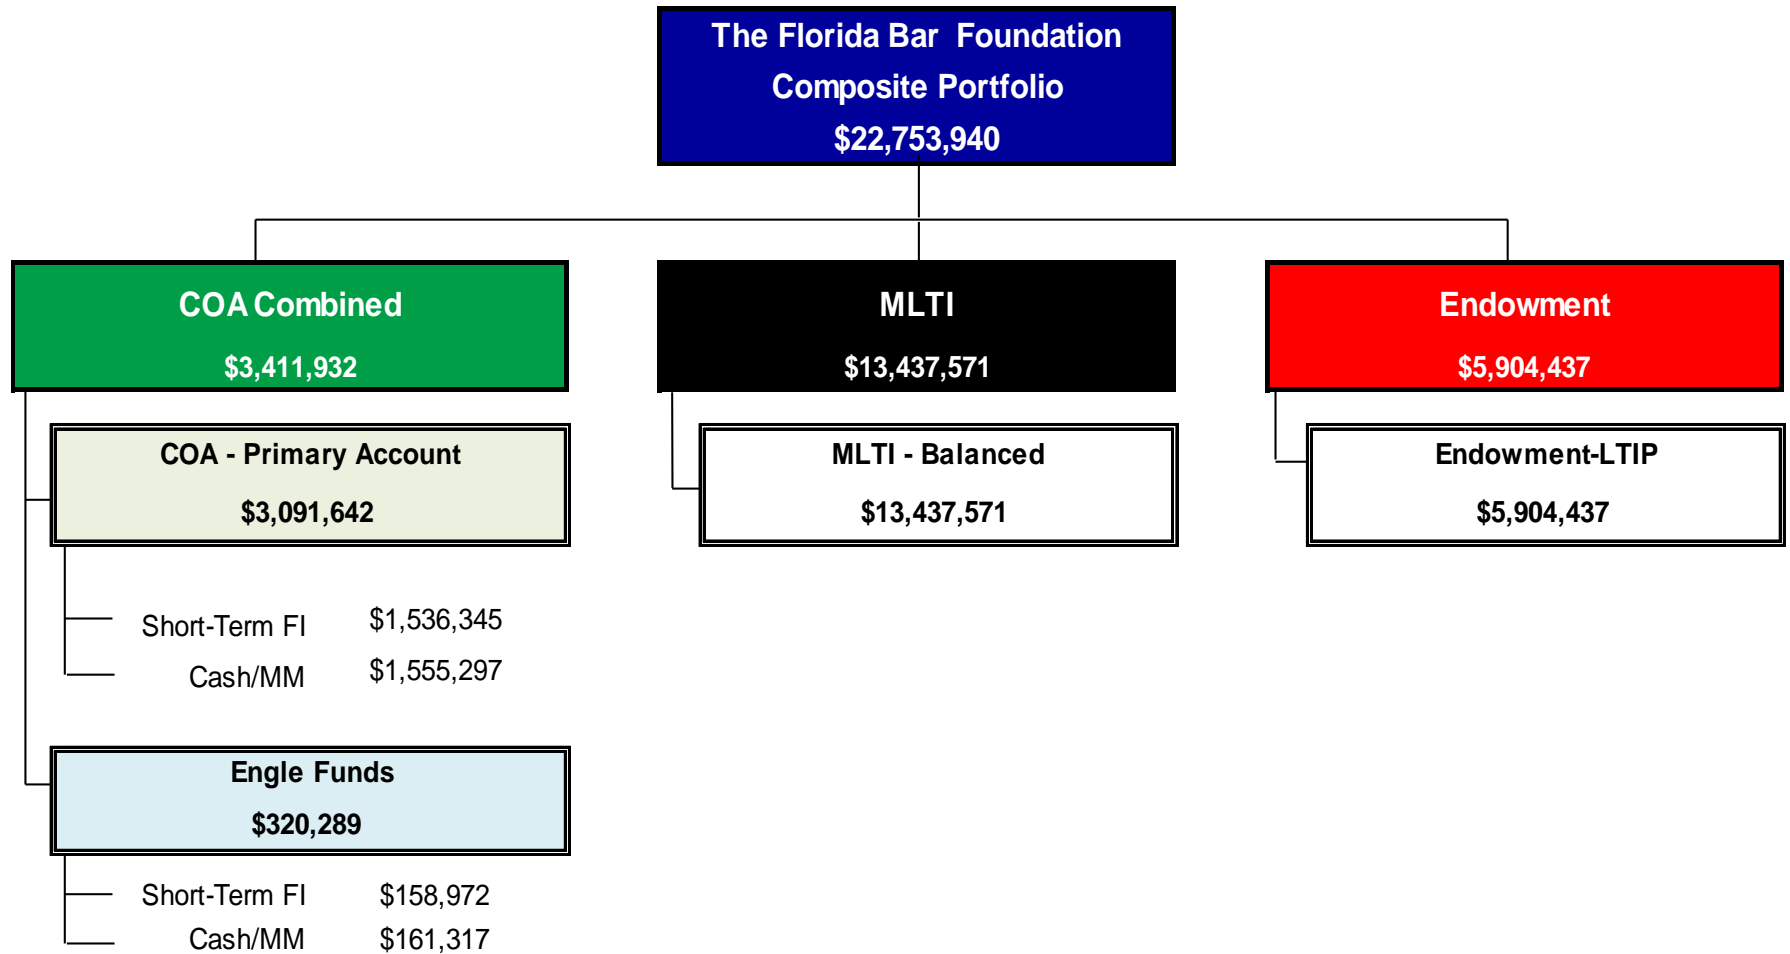 The Florida Bar Foundation
Composite Portfolio
$22,753,940
COA Combined
$3,411,932
MLTI
$13,437,571
Endowment
$5,904,437
COA - Primary Account
$3,091,642
MLTI - Balanced
$13,437,571
Endowment-LTIP
$5,904,437
Short-Term FI $1,536,345
Cash/MM $1,555,297
Engle Funds
$320,289
Short-Term FI $158,972
Cash/MM $161,317